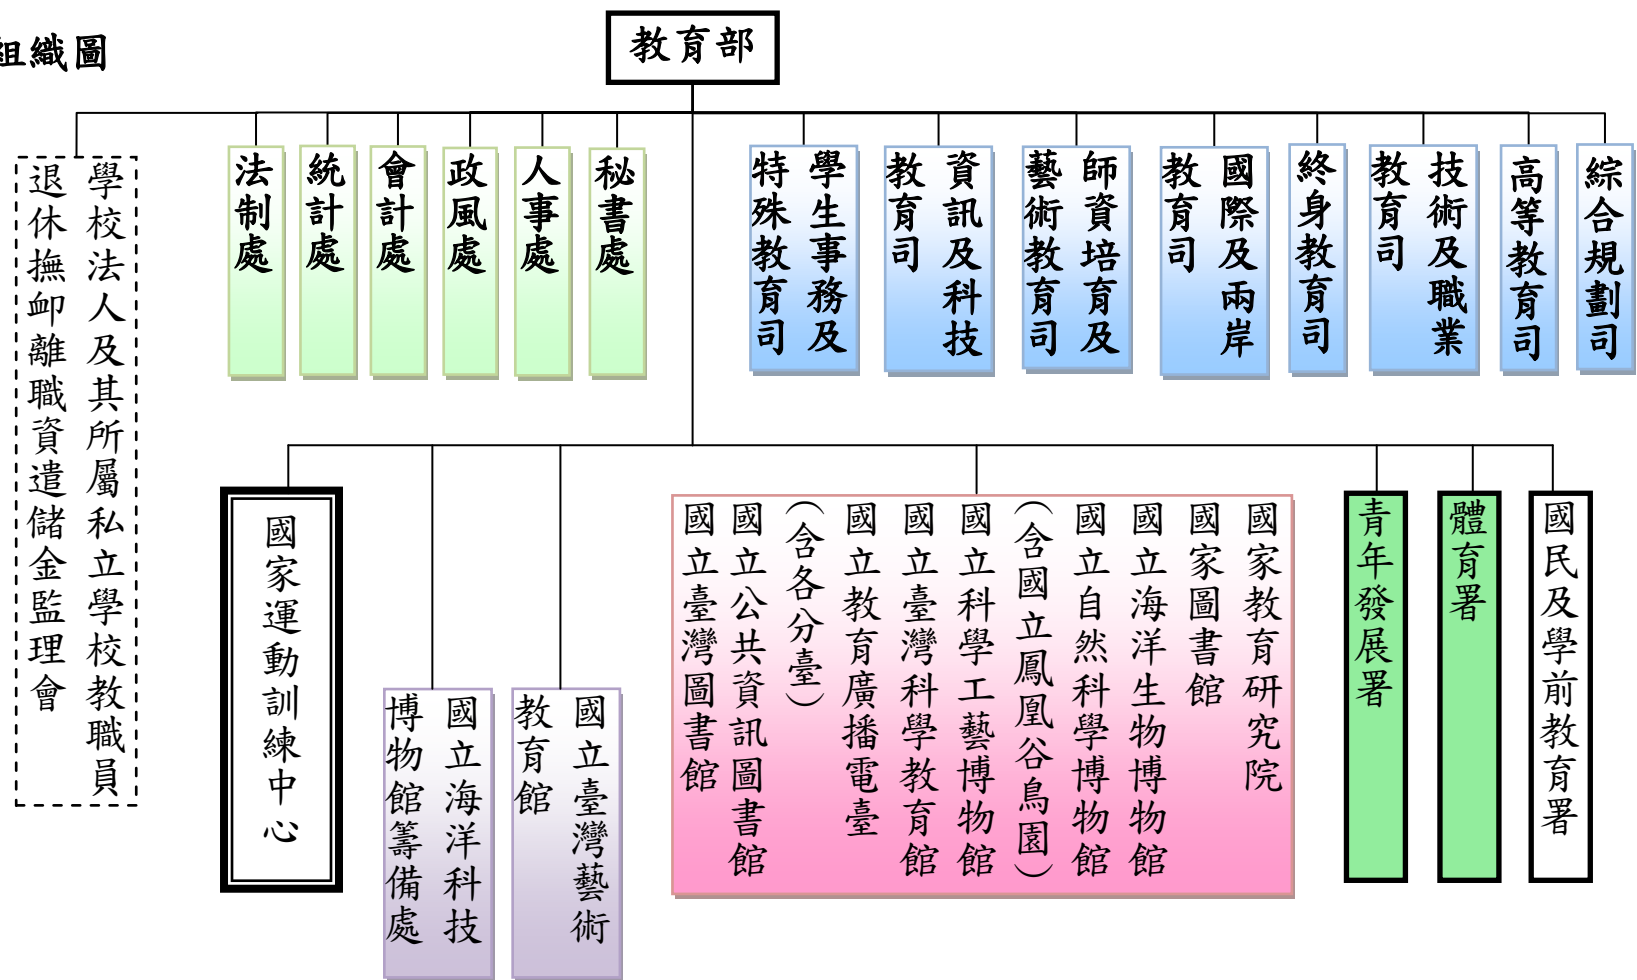 組織圖
教育部
綜合規劃司
高等教育司
技術及職業
教育司
終身教育司
國際及兩岸
教育司
師資培育及
藝術教育司
資訊及科技
教育司
學生事務及
特殊教育司
秘書處
人事處
政風處
會計處
統計處
法制處
學校法人及其所屬私立學校教職員
退休撫卹離職資遣儲金監理會
國民及學前教育署
體育署
青年發展署
國家教育研究院
國家圖書館
國立海洋生物博物館
國立自然科學博物館
（含國立鳳凰谷鳥園）
國立科學工藝博物館
國立臺灣科學教育館
國立教育廣播電臺
（含各分臺）
國立公共資訊圖書館
國立臺灣圖書館
國立臺灣藝術
教育館
國立海洋科技
博物館籌備處
國家運動訓練中心